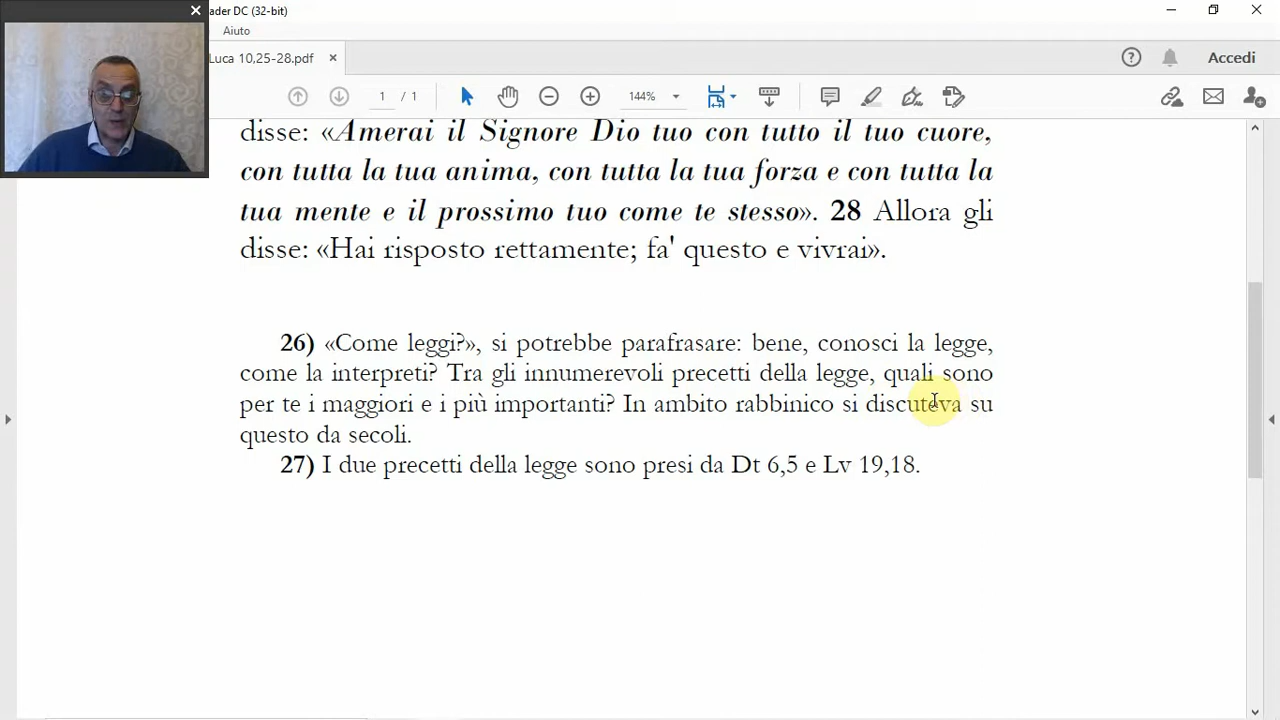 ader DC (32-bit)
Aiuto
Luca 10,25-28.pdf
Accedi
1 / 1
144%
disse: «Amerai il Signore Dio tuo con tutto il tuo cuore,
con tutta la tua anima, con tutta la tua forza e con tutta la
tua mente e il prossimo tuo come te stesso». 28 Allora gli
disse: «Hai risposto rettamente; fa' questo e vivrai».
26) «Come leggi?», si potrebbe parafrasare: bene, conosci la legge,
come la interpreti? Tra gli innumerevoli precetti della legge, quali sono
per te i maggiori e i più importanti? In ambito rabbinico si discuteva su
questo da secoli.
27) I due precetti della legge sono presi da Dt 6,5 e Lv 19,18.